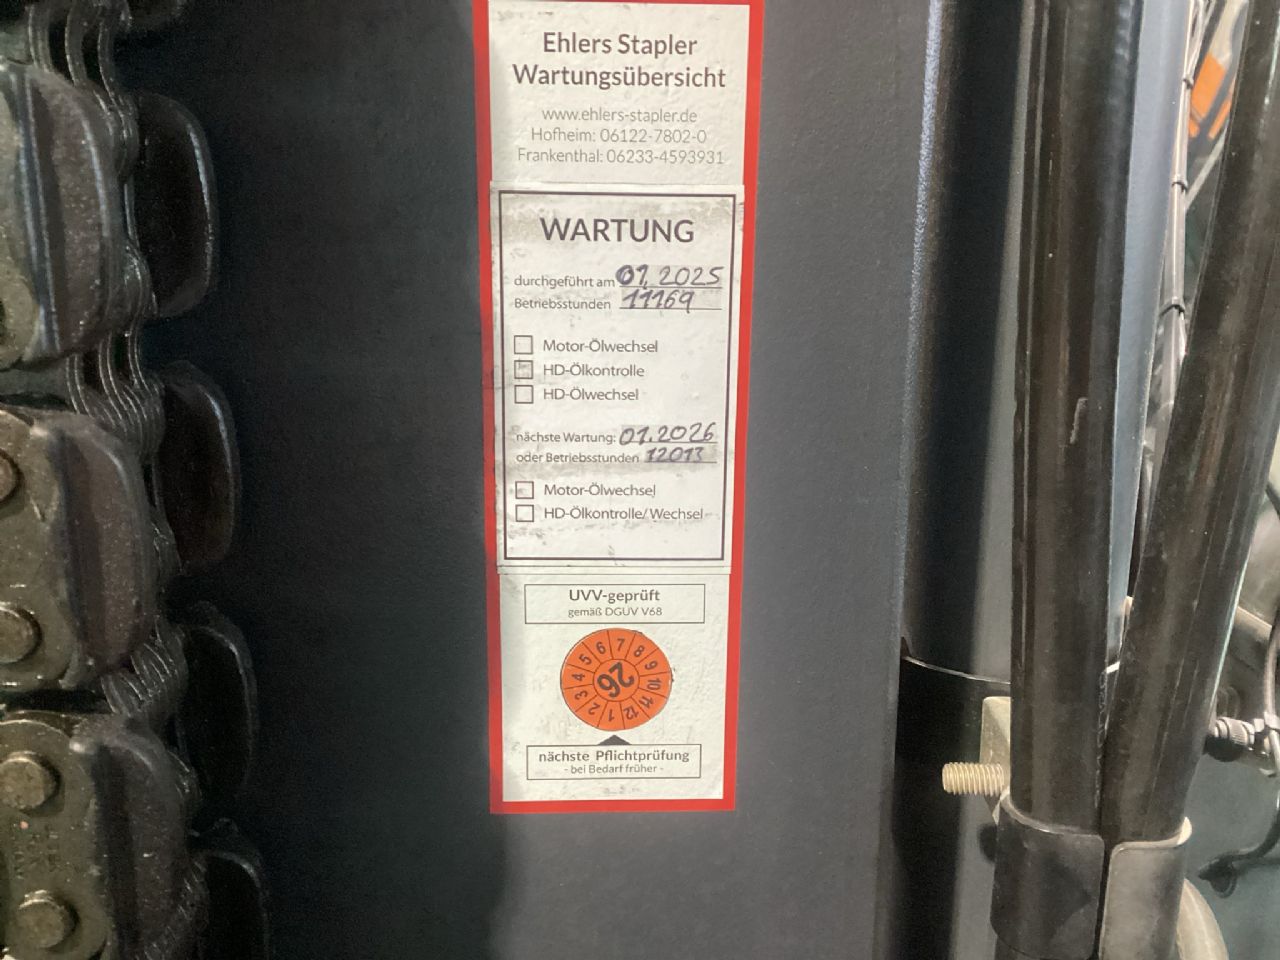 Ehlers Stapler
Wartungsübersicht
www.ehlers-stapler.de
Hofheim: 06122-7802-0
Frankenthal: 06233-4593931
WARTUNG
durchgeführt am 01.2025
Betriebsstunden 11169
Motor-Ölwechsel
HD-Ölkontrolle
HD-Ölwechsel
nächste Wartung: 01.2026
oder Betriebsstunden 12013
Motor-Ölwechsel
HD-Ölkontrolle/Wechsel
UVV-geprüft
gemäß DGUV V68
1 2 3 4 5 6 7 8 9 10 11 12
26
nächste Pflichtprüfung
- bei Bedarf früher -